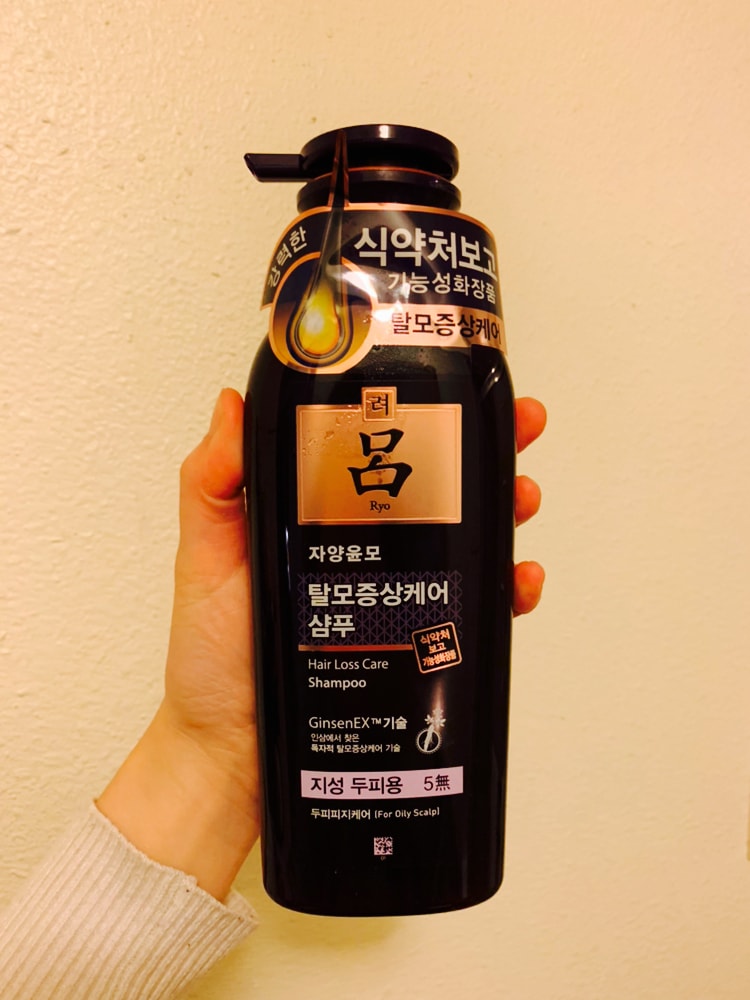 강력한
식약처보고
기능성화장품
탈모증상케어
려
呂
Ryo
자양윤모
탈모증상케어
샴푸
식약처
보고
기능성화장품
Hair Loss Care
Shampoo
GinsenEX™기술
인삼에서 찾은
독자적 탈모증상케어 기술
지성 두피용 5無
두피피지케어 (For Oily Scalp)